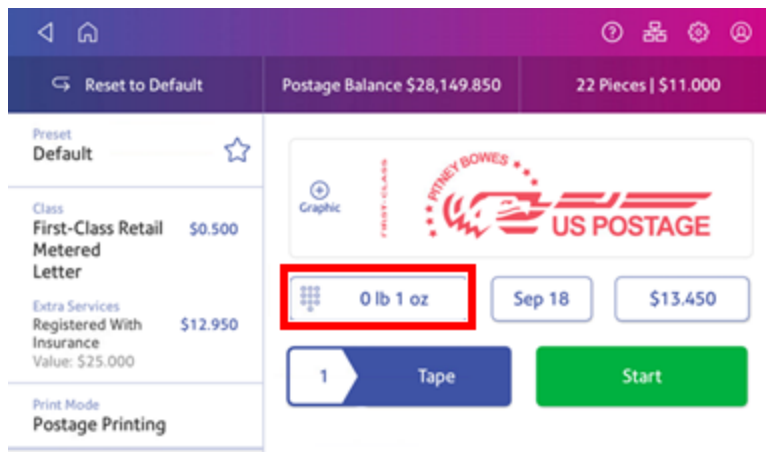 Reset to Default
Postage Balance $28,149.850
22 Pieces | $11.000
Preset
Default
Class
First-Class Retail $0.500
Metered
Letter
Extra Services
Registered With $12.950
Insurance
Value: $25.000
Print Mode
Postage Printing
Graphic
FIRST-CLASS
PITNEY BOWES
US POSTAGE
0 lb 1 oz
Sep 18
$13.450
1 Tape
Start